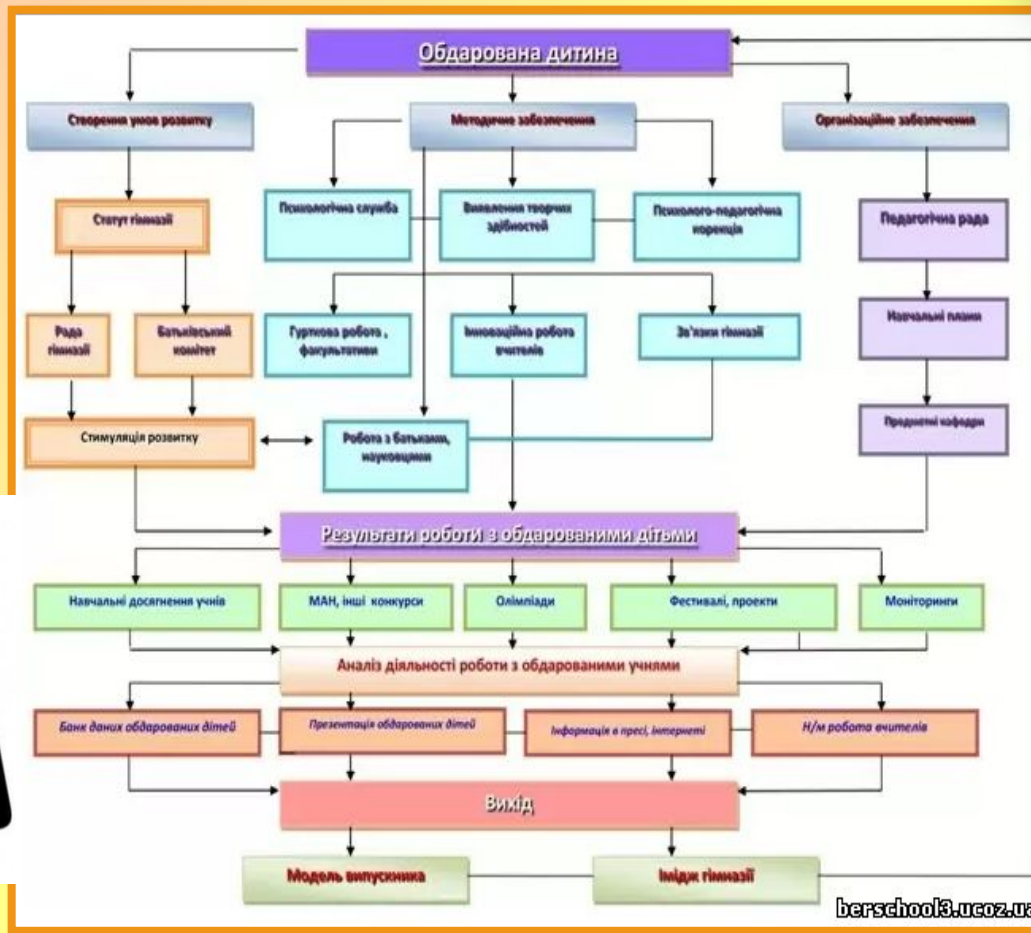 Обдарована дитина
Створення умов розвитку
Методичне забезпечення
Організаційне забезпечення
Статут гімназії
Психологічна служба
Виявлення творчих
здібностей
Психолого-педагогічна
корекція
Педагогічна рада
Рада
гімназії
Батьківський
комітет
Гурткова робота ,
факультативи
Інноваційна робота
вчителів
Зв'язки гімназії
Навчальні плани
Стимуляція розвитку
Робота з батьками,
науковцями
Предметні кафедри
Результати роботи з обдарованими дітьми
Навчальні досягнення учнів
МАН, інші конкурси
Олімпіади
Фестивалі, проекти
Моніторинги
Аналіз діяльності роботи з обдарованими учнями
Банк даних обдарованих дітей
Презентація обдарованих дітей
Інформація в пресі, інтернеті
Н/м робота вчителів
Вихід
Модель випускника
Імідж гімназії
berschool3.ucoz.ua